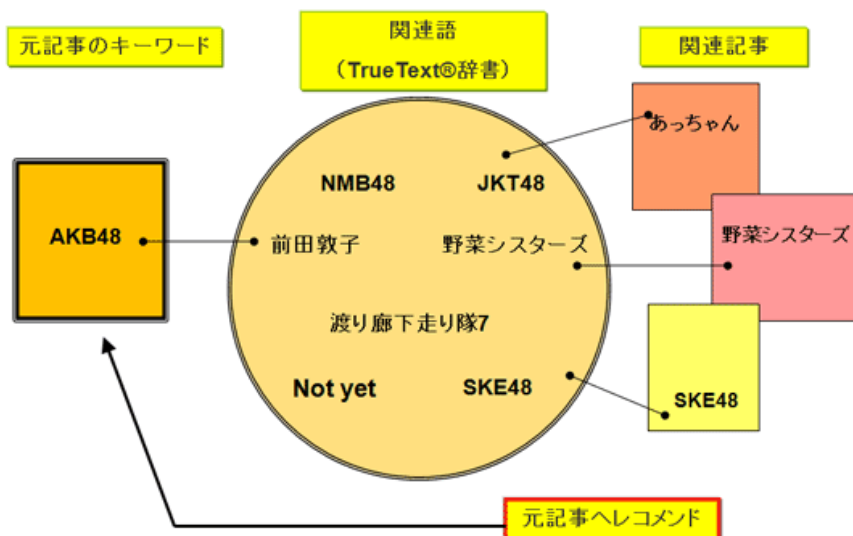 元記事のキーワード
関連語
（TrueText®辞書）
関連記事
AKB48
NMB48
JKT48
前田敦子
野菜シスターズ
渡り廊下走り隊7
Not yet
SKE48
あっちゃん
野菜シスターズ
SKE48
元記事へレコメンド